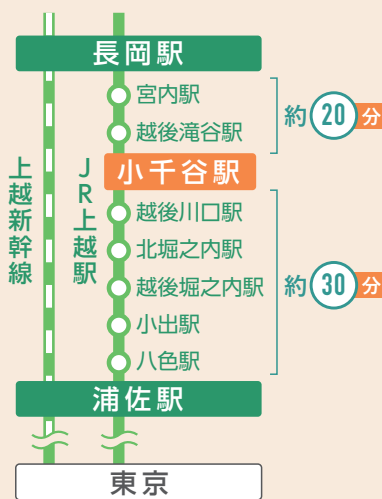 長岡駅
宮内駅
越後滝谷駅
約20分
小千谷駅
上越新幹線
JR上越駅
越後川口駅
北堀之内駅
越後堀之内駅
小出駅
八色駅
約30分
浦佐駅
東京